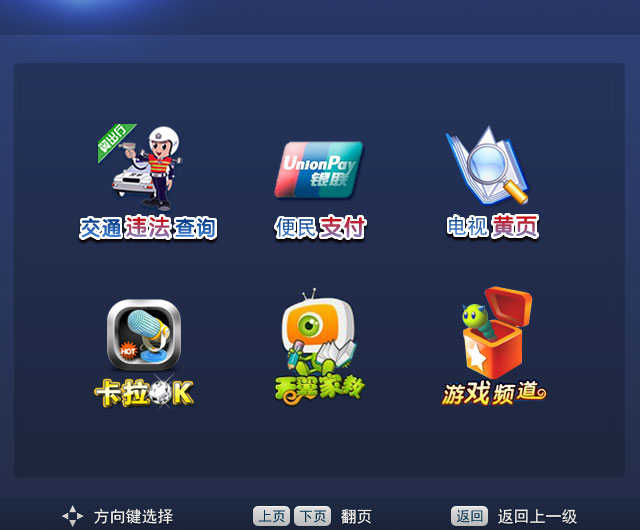 翼出行
交通违法查询
UnionPay
银联
便民支付
电视黄页
HOT
卡拉OK
天翼家教
游戏频道
方向键选择
上页 下页 翻页
返回 返回上一级